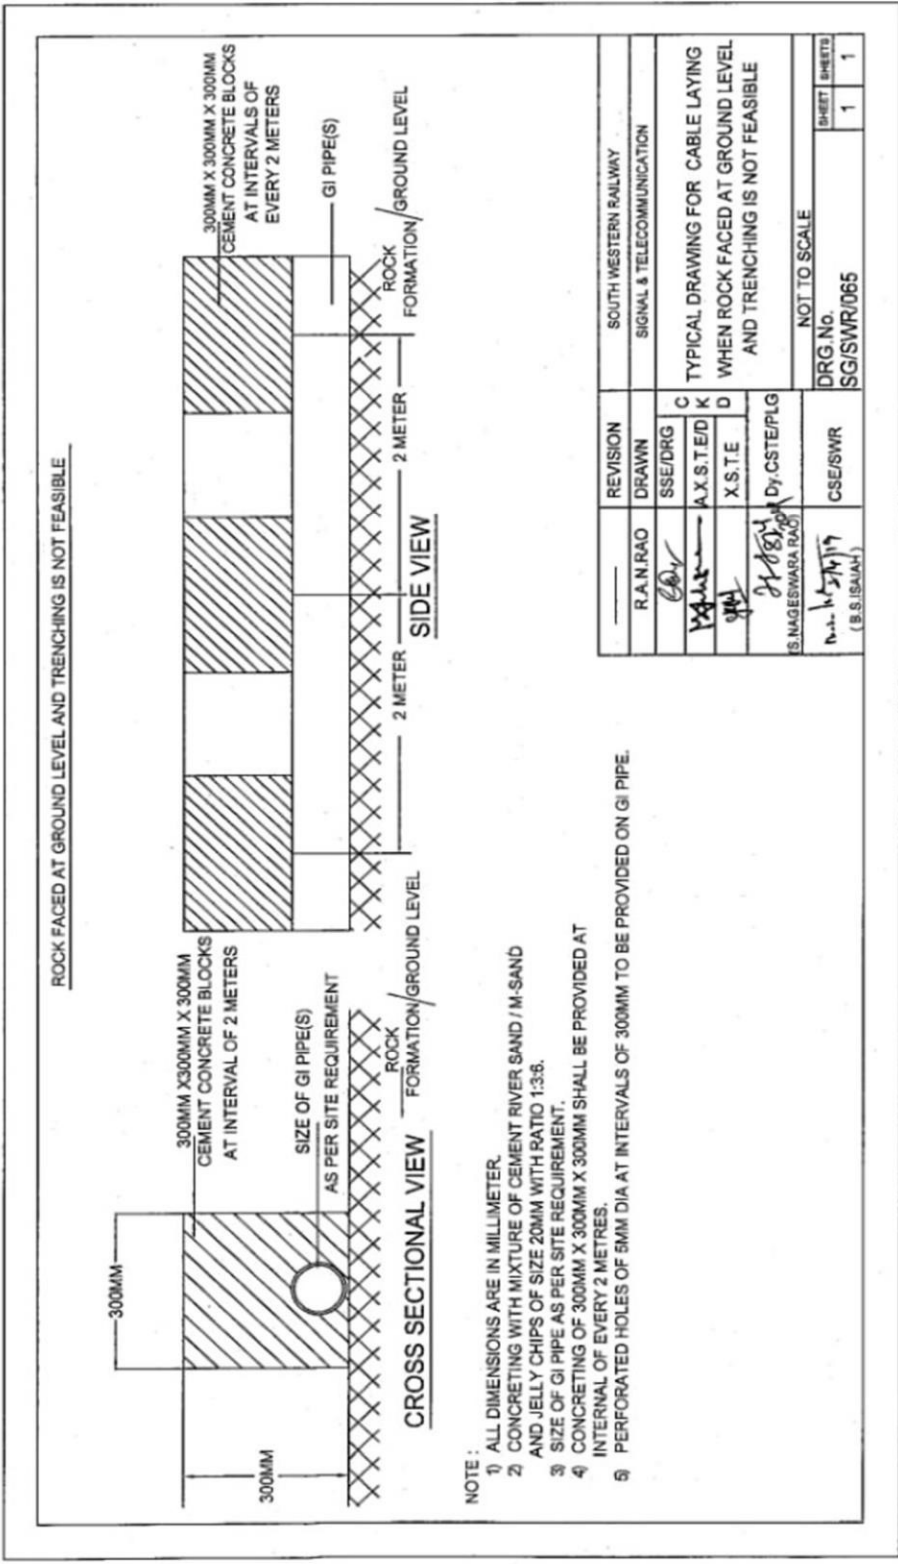 ROCK FACED AT GROUND LEVEL AND TRENCHING IS NOT FEASIBLE
300MM
300MM
300MM X300MM X 300MM
CEMENT CONCRETE BLOCKS
AT INTERVAL OF 2 METERS
SIZE OF GI PIPE(S)
AS PER SITE REQUIREMENT
ROCK
FORMATION/GROUND LEVEL
CROSS SECTIONAL VIEW
300MM X 300MM X 300MM
CEMENT CONCRETE BLOCKS
AT INTERVALS OF
EVERY 2 METERS
GI PIPE(S)
ROCK
FORMATION/GROUND LEVEL
2 METER
2 METER
SIDE VIEW
NOTE :
1) ALL DIMENSIONS ARE IN MILLIMETER.
2) CONCRETING WITH MIXTURE OF CEMENT RIVER SAND / M-SAND
AND JELLY CHIPS OF SIZE 20MM WITH RATIO 1:3:6.
3) SIZE OF GI PIPE AS PER SITE REQUIREMENT.
4) CONCRETING OF 300MM X 300MM X 300MM SHALL BE PROVIDED AT
INTERNAL OF EVERY 2 METRES.
5) PERFORATED HOLES OF 5MM DIA AT INTERVALS OF 300MM TO BE PROVIDED ON GI PIPE.
REVISION
SOUTH WESTERN RAILWAY
R.A.N.RAO
DRAWN
SIGNAL & TELECOMMUNICATION
SSE/DRG
A.X.S.T.E/D
X.S.T.E
C
K
D
TYPICAL DRAWING FOR CABLE LAYING
WHEN ROCK FACED AT GROUND LEVEL
AND TRENCHING IS NOT FEASIBLE
Dy.CSTE/PLG
(S.NAGESWARA RAO)
NOT TO SCALE
CSE/SWR
(B.S.ISAIAH)
DRG.No.
SG/SWR/065
SHEET
SHEETS
1
1